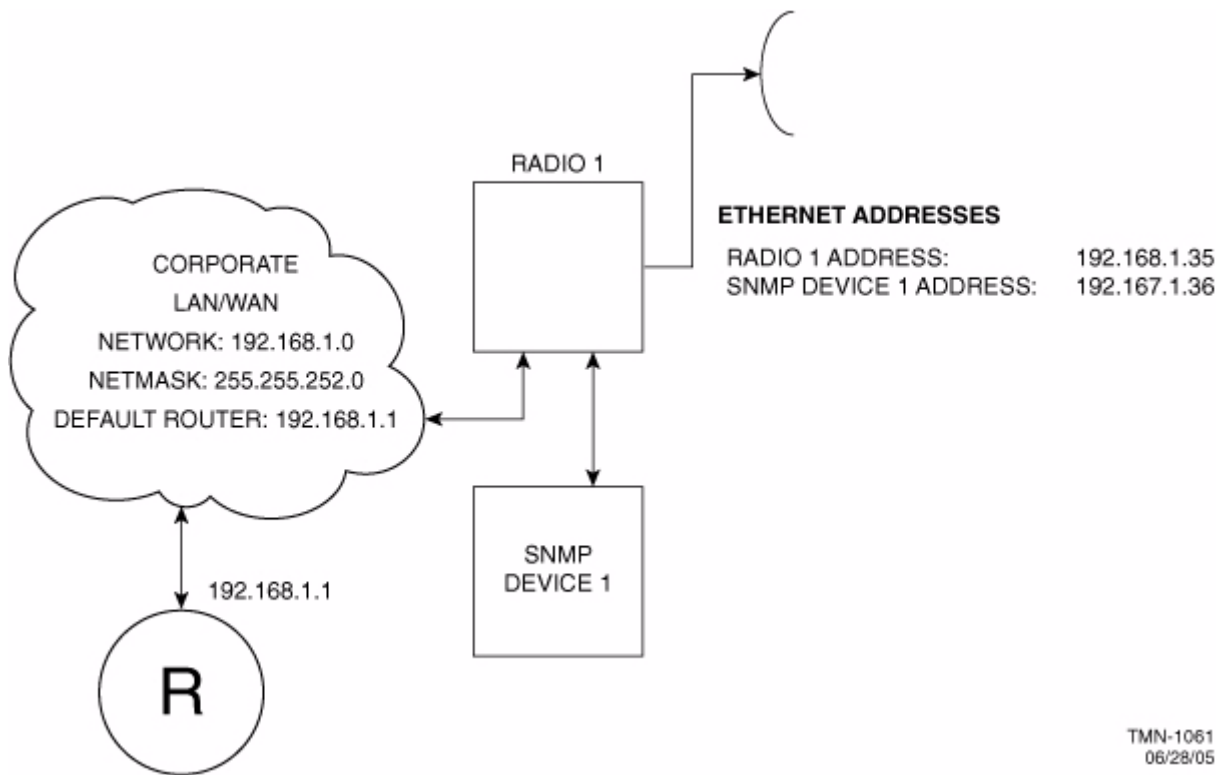 RADIO 1
ETHERNET ADDRESSES
RADIO 1 ADDRESS: 192.168.1.35
SNMP DEVICE 1 ADDRESS: 192.167.1.36
CORPORATE
LAN/WAN
NETWORK: 192.168.1.0
NETMASK: 255.255.252.0
DEFAULT ROUTER: 192.168.1.1
SNMP
DEVICE 1
192.168.1.1
R
TMN-1061
06/28/05